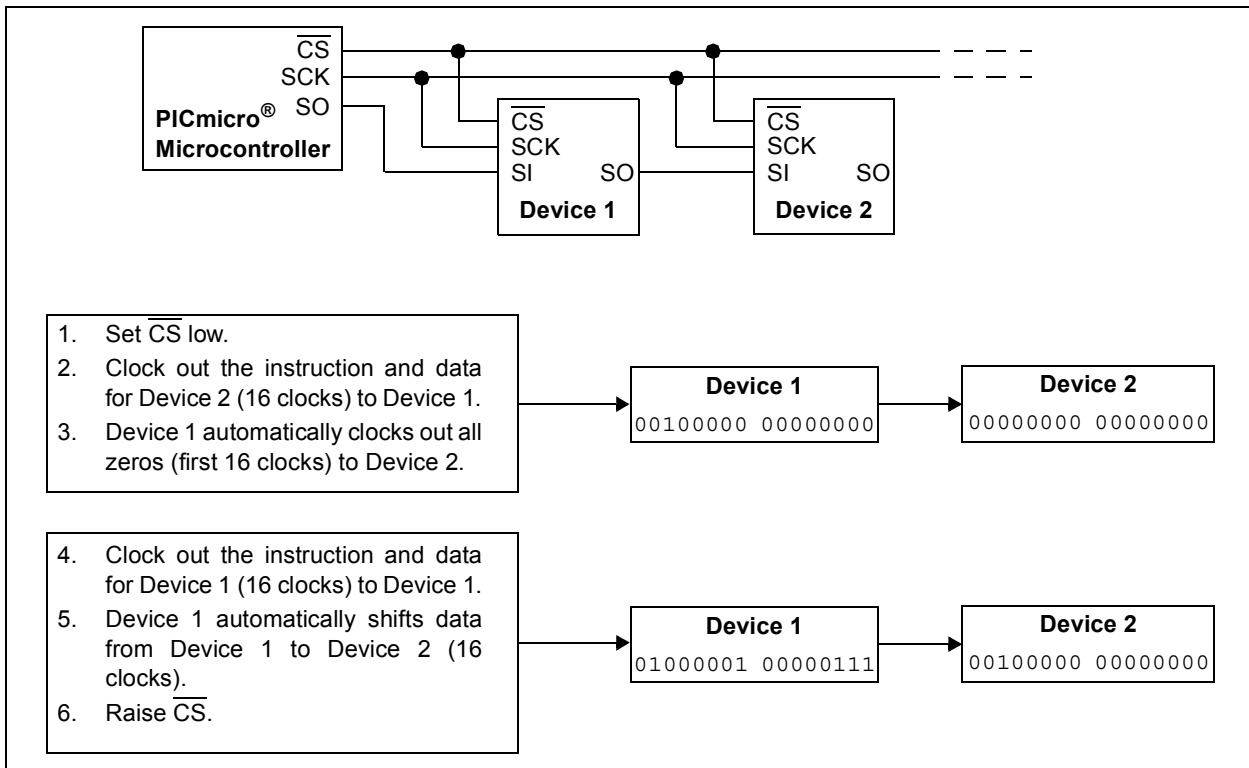 CS
SCK
SO
PICmicro®
Microcontroller
CS
SCK
SI SO
Device 1
CS
SCK
SI SO
Device 2
1. Set CS low.
2. Clock out the instruction and data
for Device 2 (16 clocks) to Device 1.
3. Device 1 automatically clocks out all
zeros (first 16 clocks) to Device 2.
Device 1
00100000 00000000
Device 2
00000000 00000000
4. Clock out the instruction and data
for Device 1 (16 clocks) to Device 1.
5. Device 1 automatically shifts data
from Device 1 to Device 2 (16
clocks).
6. Raise CS.
Device 1
01000001 00000111
Device 2
00100000 00000000